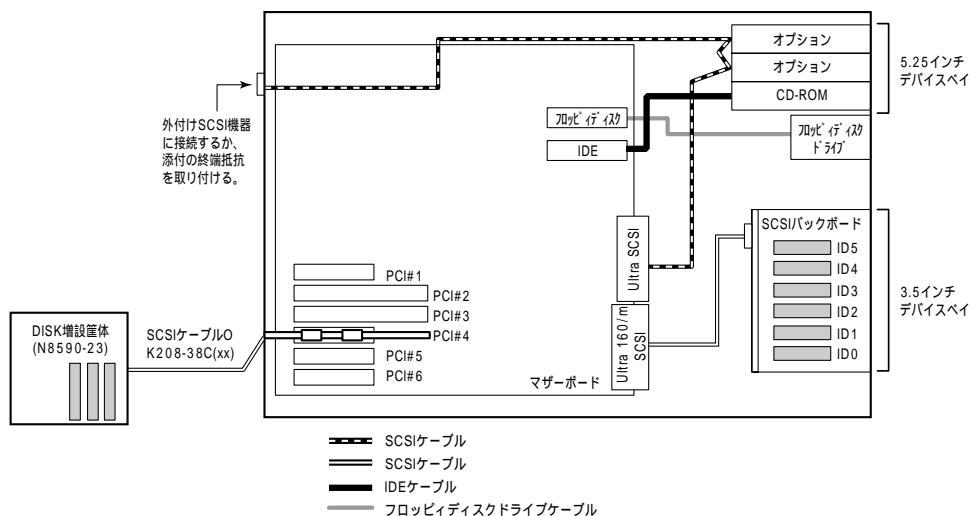 オプション
オプション
CD-ROM
5.25インチ
デバイスベイ
外付けSCSI機器
に接続するか、
添付の終端抵抗
を取り付ける。
フロッピィディスク
IDE
フロッピィディスク
ドライブ
SCSIバックボード
ID5
ID4
ID3
ID2
ID1
ID0
3.5インチ
デバイスベイ
Ultra SCSI
Ultra 160/m
SCSI
PCI#1
PCI#2
PCI#3
PCI#4
PCI#5
PCI#6
マザーボード
DISK増設筐体
(N8590-23)
SCSIケーブルO
K208-38C(xx)
SCSIケーブル
SCSIケーブル
IDEケーブル
フロッピィディスクドライブケーブル